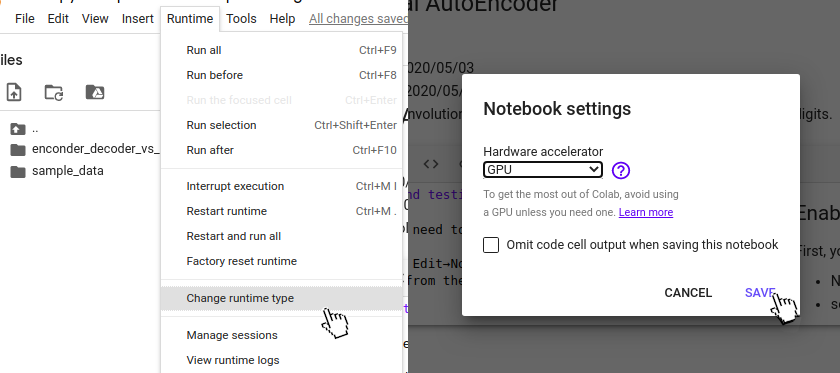 File Edit View Insert Runtime Tools Help All changes saved
iles
..
enconder_decoder_vs_
sample_data
Run all Ctrl+F9
Run before Ctrl+F8
Run the focused cell Ctrl+Enter
Run selection Ctrl+Shift+Enter
Run after Ctrl+F10
Interrupt execution Ctrl+M I
Restart runtime Ctrl+M .
Restart and run all
Factory reset runtime
Change runtime type
Manage sessions
View runtime logs
al AutoEncoder
020/05/03
2020/05/
nvolution
digits.
<>
nd testi
need to
Edit→No
from the
Enab
First, yo
N
se
Notebook settings
Hardware accelerator
GPU
?
To get the most out of Colab, avoid using
a GPU unless you need one. Learn more
Omit code cell output when saving this notebook
CANCEL SAVE